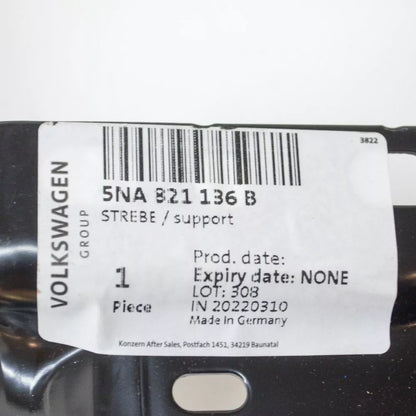 3822
VOLKSWAGEN
GROUP
5NA 821 136 B
STREBE / support
1
Piece
Prod. date:
Expiry date: NONE
LOT: 308
IN 20220310
Made In Germany
Konzern After Sales, Postfach 1451, 34219 Baunatal